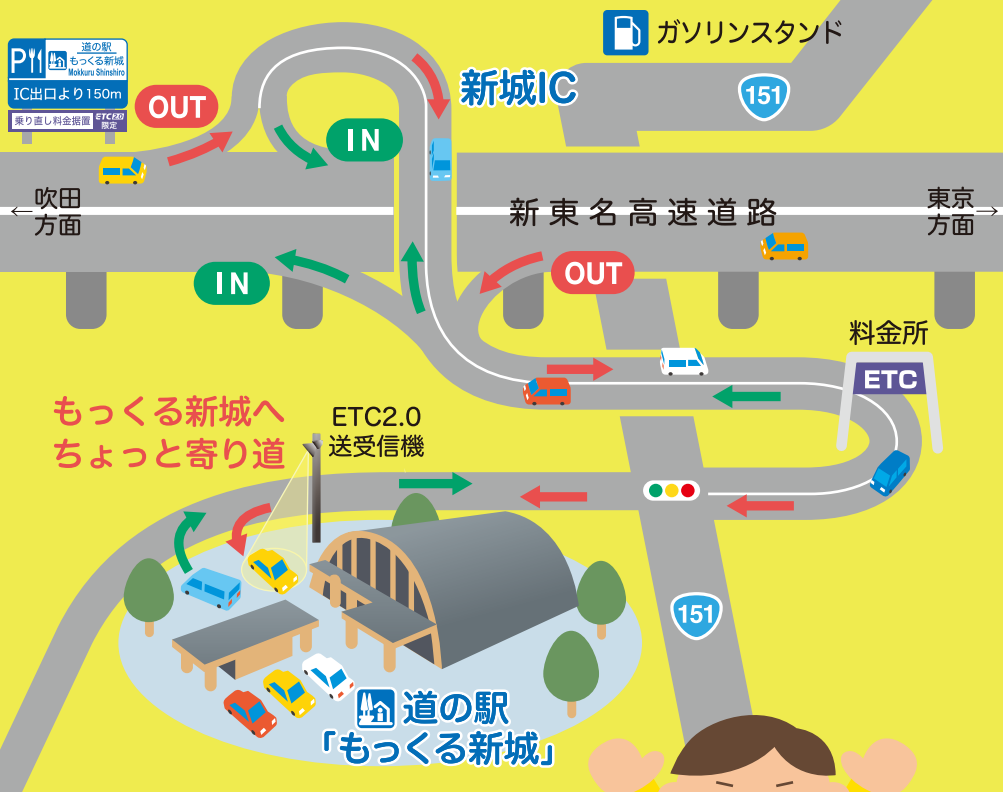 ガソリンスタンド
P
道の駅
もっくる新城
Mokkuru Shinshiro
IC出口より150m
乗り直し料金据置
ETC2.0
限定
OUT
新城IC
151
IN
←吹田
方面
新東名高速道路
東京→
方面
IN
OUT
料金所
ETC
もっくる新城へ
ちょっと寄り道
ETC2.0
送受信機
151
道の駅
「もっくる新城」